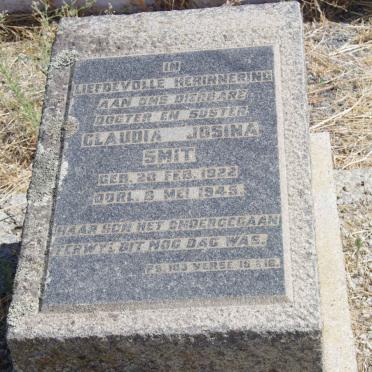 IN
LIEFDEVOLLE HERINNERING
AAN ONS DIERBARE
DOGTER EN SUSTER
CLAUDIA JOSINA
SMIT
GEB. 20 FEB. 1922
OORL. 8 MEI 1945.
HAAR SON HET ONDERGEGAAN
TERWYL DIT NOG DAG WAS.
PS. 103 VERSE 15 &16.